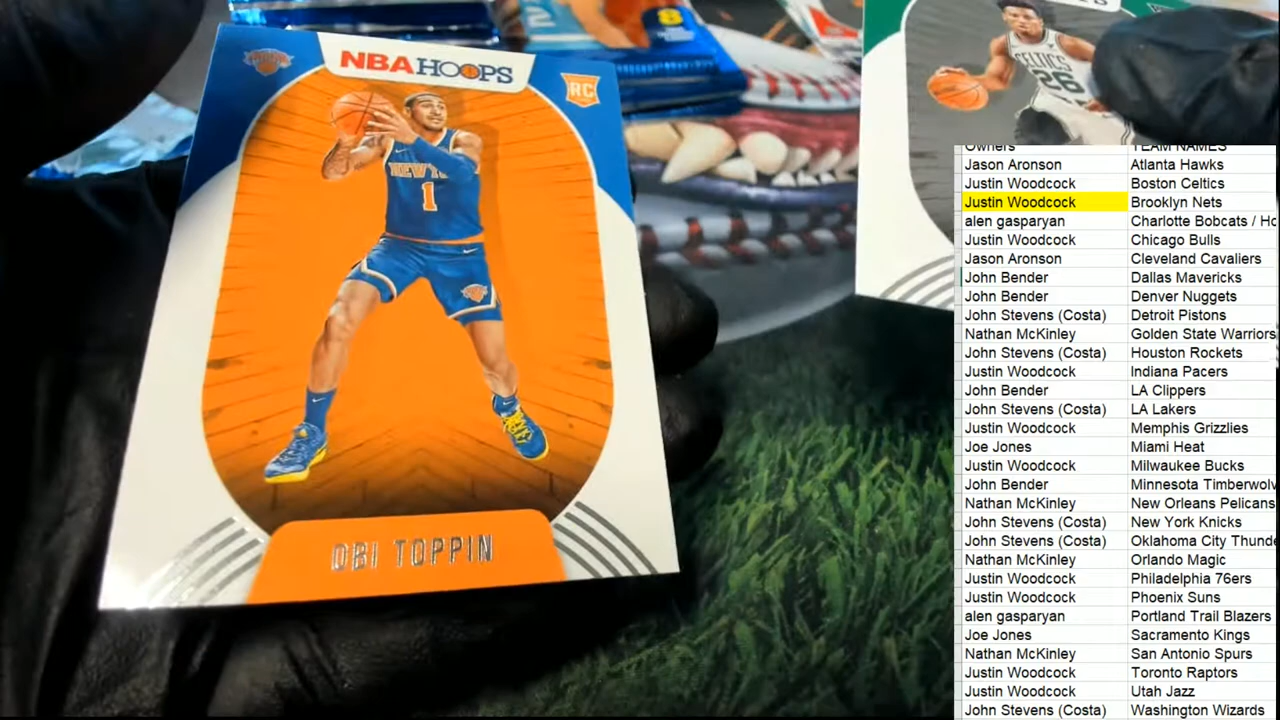 NBA HOOPS
RC
NEW Y
1
OBI TOPPIN
8
CELTICS
26
Owners TEAM NAMES
Jason Aronson Atlanta Hawks
Justin Woodcock Boston Celtics
Justin Woodcock Brooklyn Nets
alen gasparyan Charlotte Bobcats / Ho
Justin Woodcock Chicago Bulls
Jason Aronson Cleveland Cavaliers
John Bender Dallas Mavericks
John Bender Denver Nuggets
John Stevens (Costa) Detroit Pistons
Nathan McKinley Golden State Warriors
John Stevens (Costa) Houston Rockets
Justin Woodcock Indiana Pacers
John Bender LA Clippers
John Stevens (Costa) LA Lakers
Justin Woodcock Memphis Grizzlies
Joe Jones Miami Heat
Justin Woodcock Milwaukee Bucks
John Bender Minnesota Timberwolv
Nathan McKinley New Orleans Pelicans
John Stevens (Costa) New York Knicks
John Stevens (Costa) Oklahoma City Thunde
Nathan McKinley Orlando Magic
Justin Woodcock Philadelphia 76ers
Justin Woodcock Phoenix Suns
alen gasparyan Portland Trail Blazers
Joe Jones Sacramento Kings
Nathan McKinley San Antonio Spurs
Justin Woodcock Toronto Raptors
Justin Woodcock Utah Jazz
John Stevens (Costa) Washington Wizards